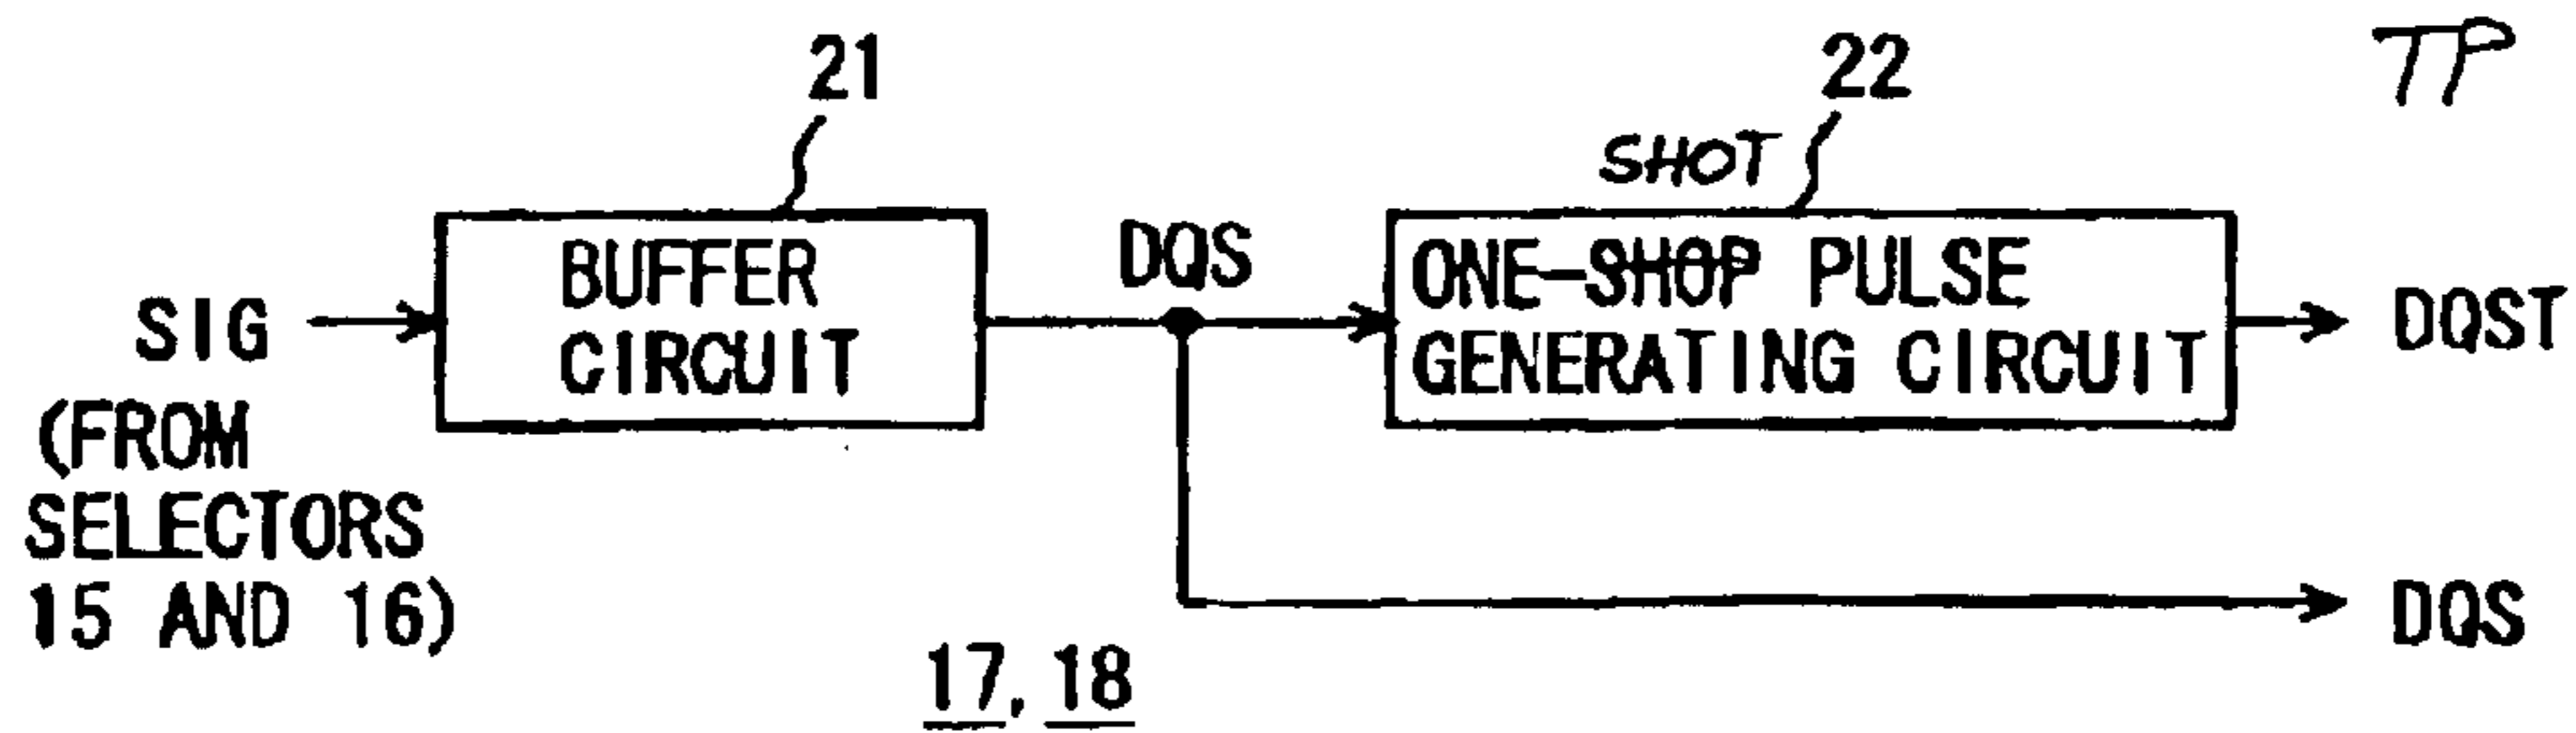 21
22
TP
SHOT
BUFFER
CIRCUIT
DQS
ONE-SHOP PULSE
GENERATING CIRCUIT
SIG
(FROM
SELECTORS
15 AND 16)
DQST
DQS
17, 18